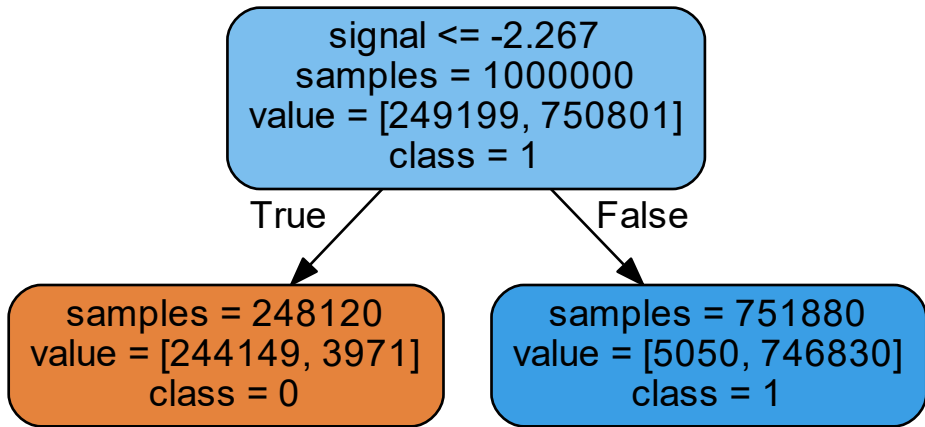 signal <= -2.267
samples = 1000000
value = [249199, 750801]
class = 1
True
False
samples = 248120
value = [244149, 3971]
class = 0
samples = 751880
value = [5050, 746830]
class = 1